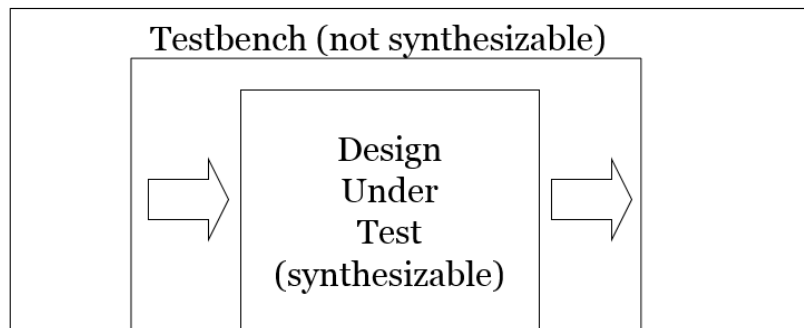 Testbench (not synthesizable)
Design
Under
Test
(synthesizable)